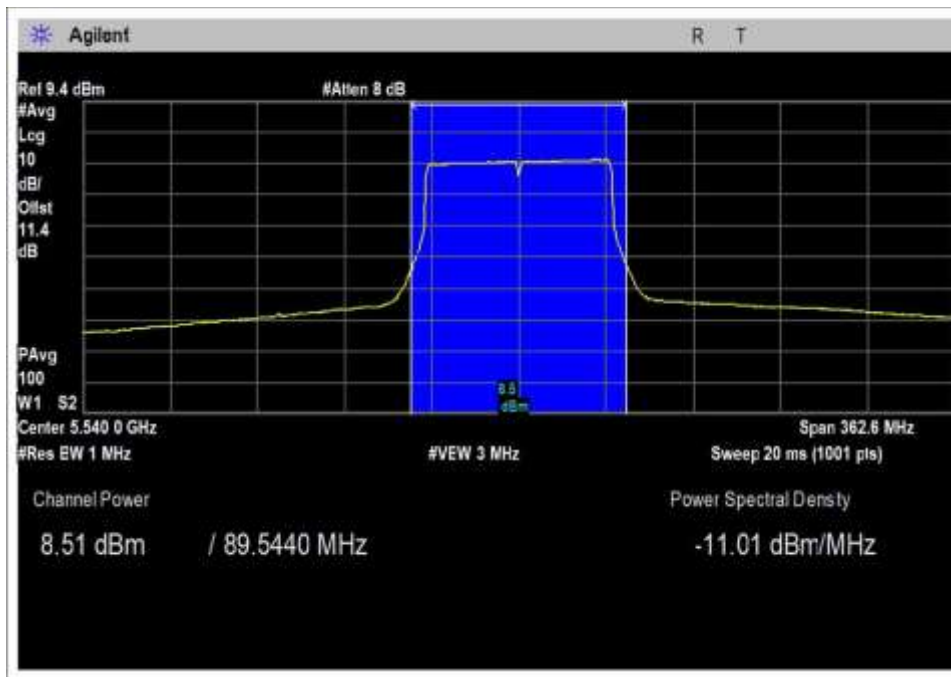 Agilent R T
Ref 9.4 dBm #Atten 8 dB
#Avg
Log
10
dB/
Offst
11.4
dB
PAvg
100
W1 S2
8.5
dBm
Center 5.540 0 GHz Span 362.6 MHz
#Res BW 1 MHz #VBW 3 MHz Sweep 20 ms (1001 pts)
Channel Power Power Spectral Density
8.51 dBm / 89.5440 MHz -11.01 dBm/MHz